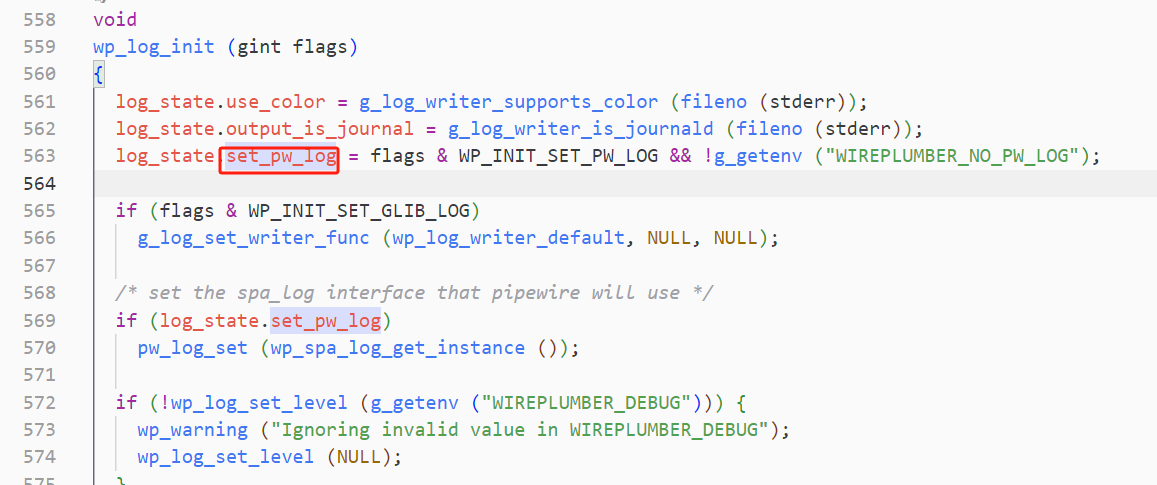 558 void
559 wp_log_init (gint flags)
560 {
561 log_state.use_color = g_log_writer_supports_color (fileno (stderr));
562 log_state.output_is_journal = g_log_writer_is_journald (fileno (stderr));
563 log_state.set_pw_log = flags & WP_INIT_SET_PW_LOG && !g_getenv ("WIREPLUMBER_NO_PW_LOG");
564
565 if (flags & WP_INIT_SET_GLIB_LOG)
566 g_log_set_writer_func (wp_log_writer_default, NULL, NULL);
567
568 /* set the spa_log interface that pipewire will use */
569 if (log_state.set_pw_log)
570 pw_log_set (wp_spa_log_get_instance ());
571
572 if (!wp_log_set_level (g_getenv ("WIREPLUMBER_DEBUG"))) {
573 wp_warning ("Ignoring invalid value in WIREPLUMBER_DEBUG");
574 wp_log_set_level (NULL);
575 }